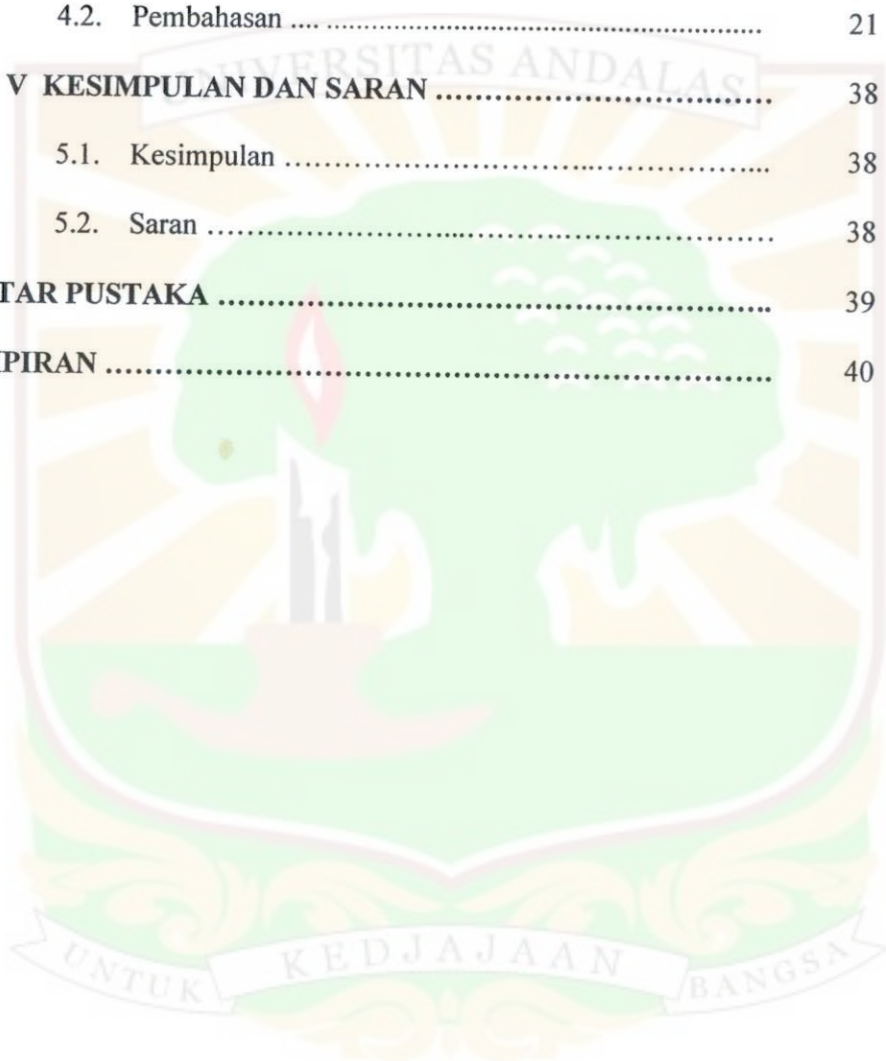 4.2. Pembahasan .... ................................................................ 21
UNIVERSITAS ANDALAS
V KESIMPULAN DAN SARAN .................................... 38
5.1. Kesimpulan ....................................................... 38
5.2. Saran ................................................................ 38
TAR PUSTAKA ........................................................... 39
PIRAN ....................................................................... 40
UNTUK KEDJAJAAN BANGSA